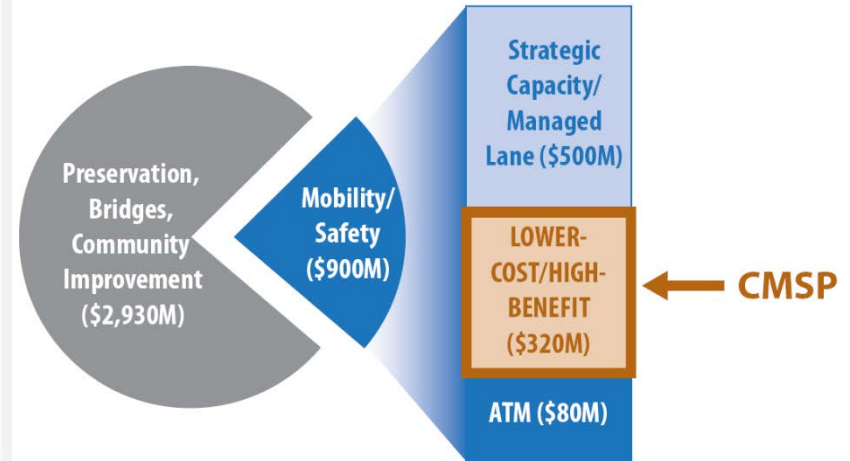 Preservation,
Bridges,
Community
Improvement
($2,930M)
Mobility/
Safety
($900M)
Strategic
Capacity/
Managed
Lane ($500M)
LOWER-
COST/HIGH-
BENEFIT
($320M)
ATM ($80M)
CMSP